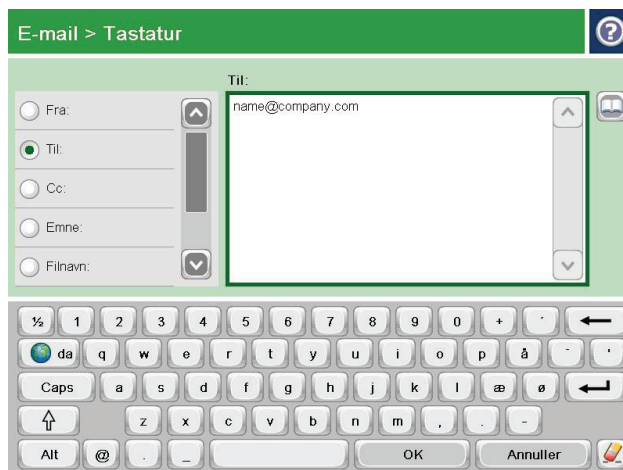 E-mail > Tastatur
?
Til:
Fra:
Til:
Cc:
Emne:
Filnavn:
name@company.com
½ 1 2 3 4 5 6 7 8 9 0 + ´
da q w e r t y u i o p å ¨ '
Caps a s d f g h j k l æ ø
z x c v b n m , . -
Alt @ . _ OK Annuller